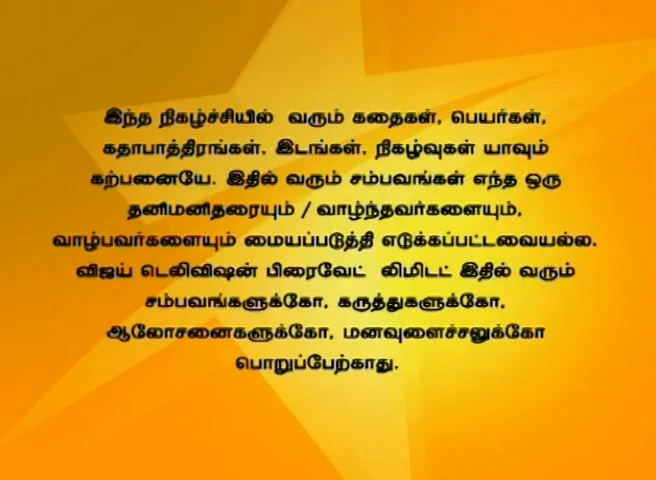 இந்த நிகழ்ச்சியில் வரும் கதைகள், பெயர்கள்,
கதாபாத்திரங்கள். இடங்கள். நிகழ்வுகள் யாவும்
கற்பனையே. இதில் வரும் சம்பவங்கள் எந்த ஒரு
தனிமனிதரையும் / வாழ்ந்தவர்களையும்,
வாழ்பவர்களையும் மையப்படுத்தி எடுக்கப்பட்டவையல்ல.
விஜய் டெலிவிஷன் பிரைவேட் லிமிடட் இதில் வரும்
சம்பவங்களுக்கோ, கருத்துகளுக்கோ,
ஆலோசனைகளுக்கோ, மனவுளைச்சலுக்கோ
பொறுப்பேற்காது.